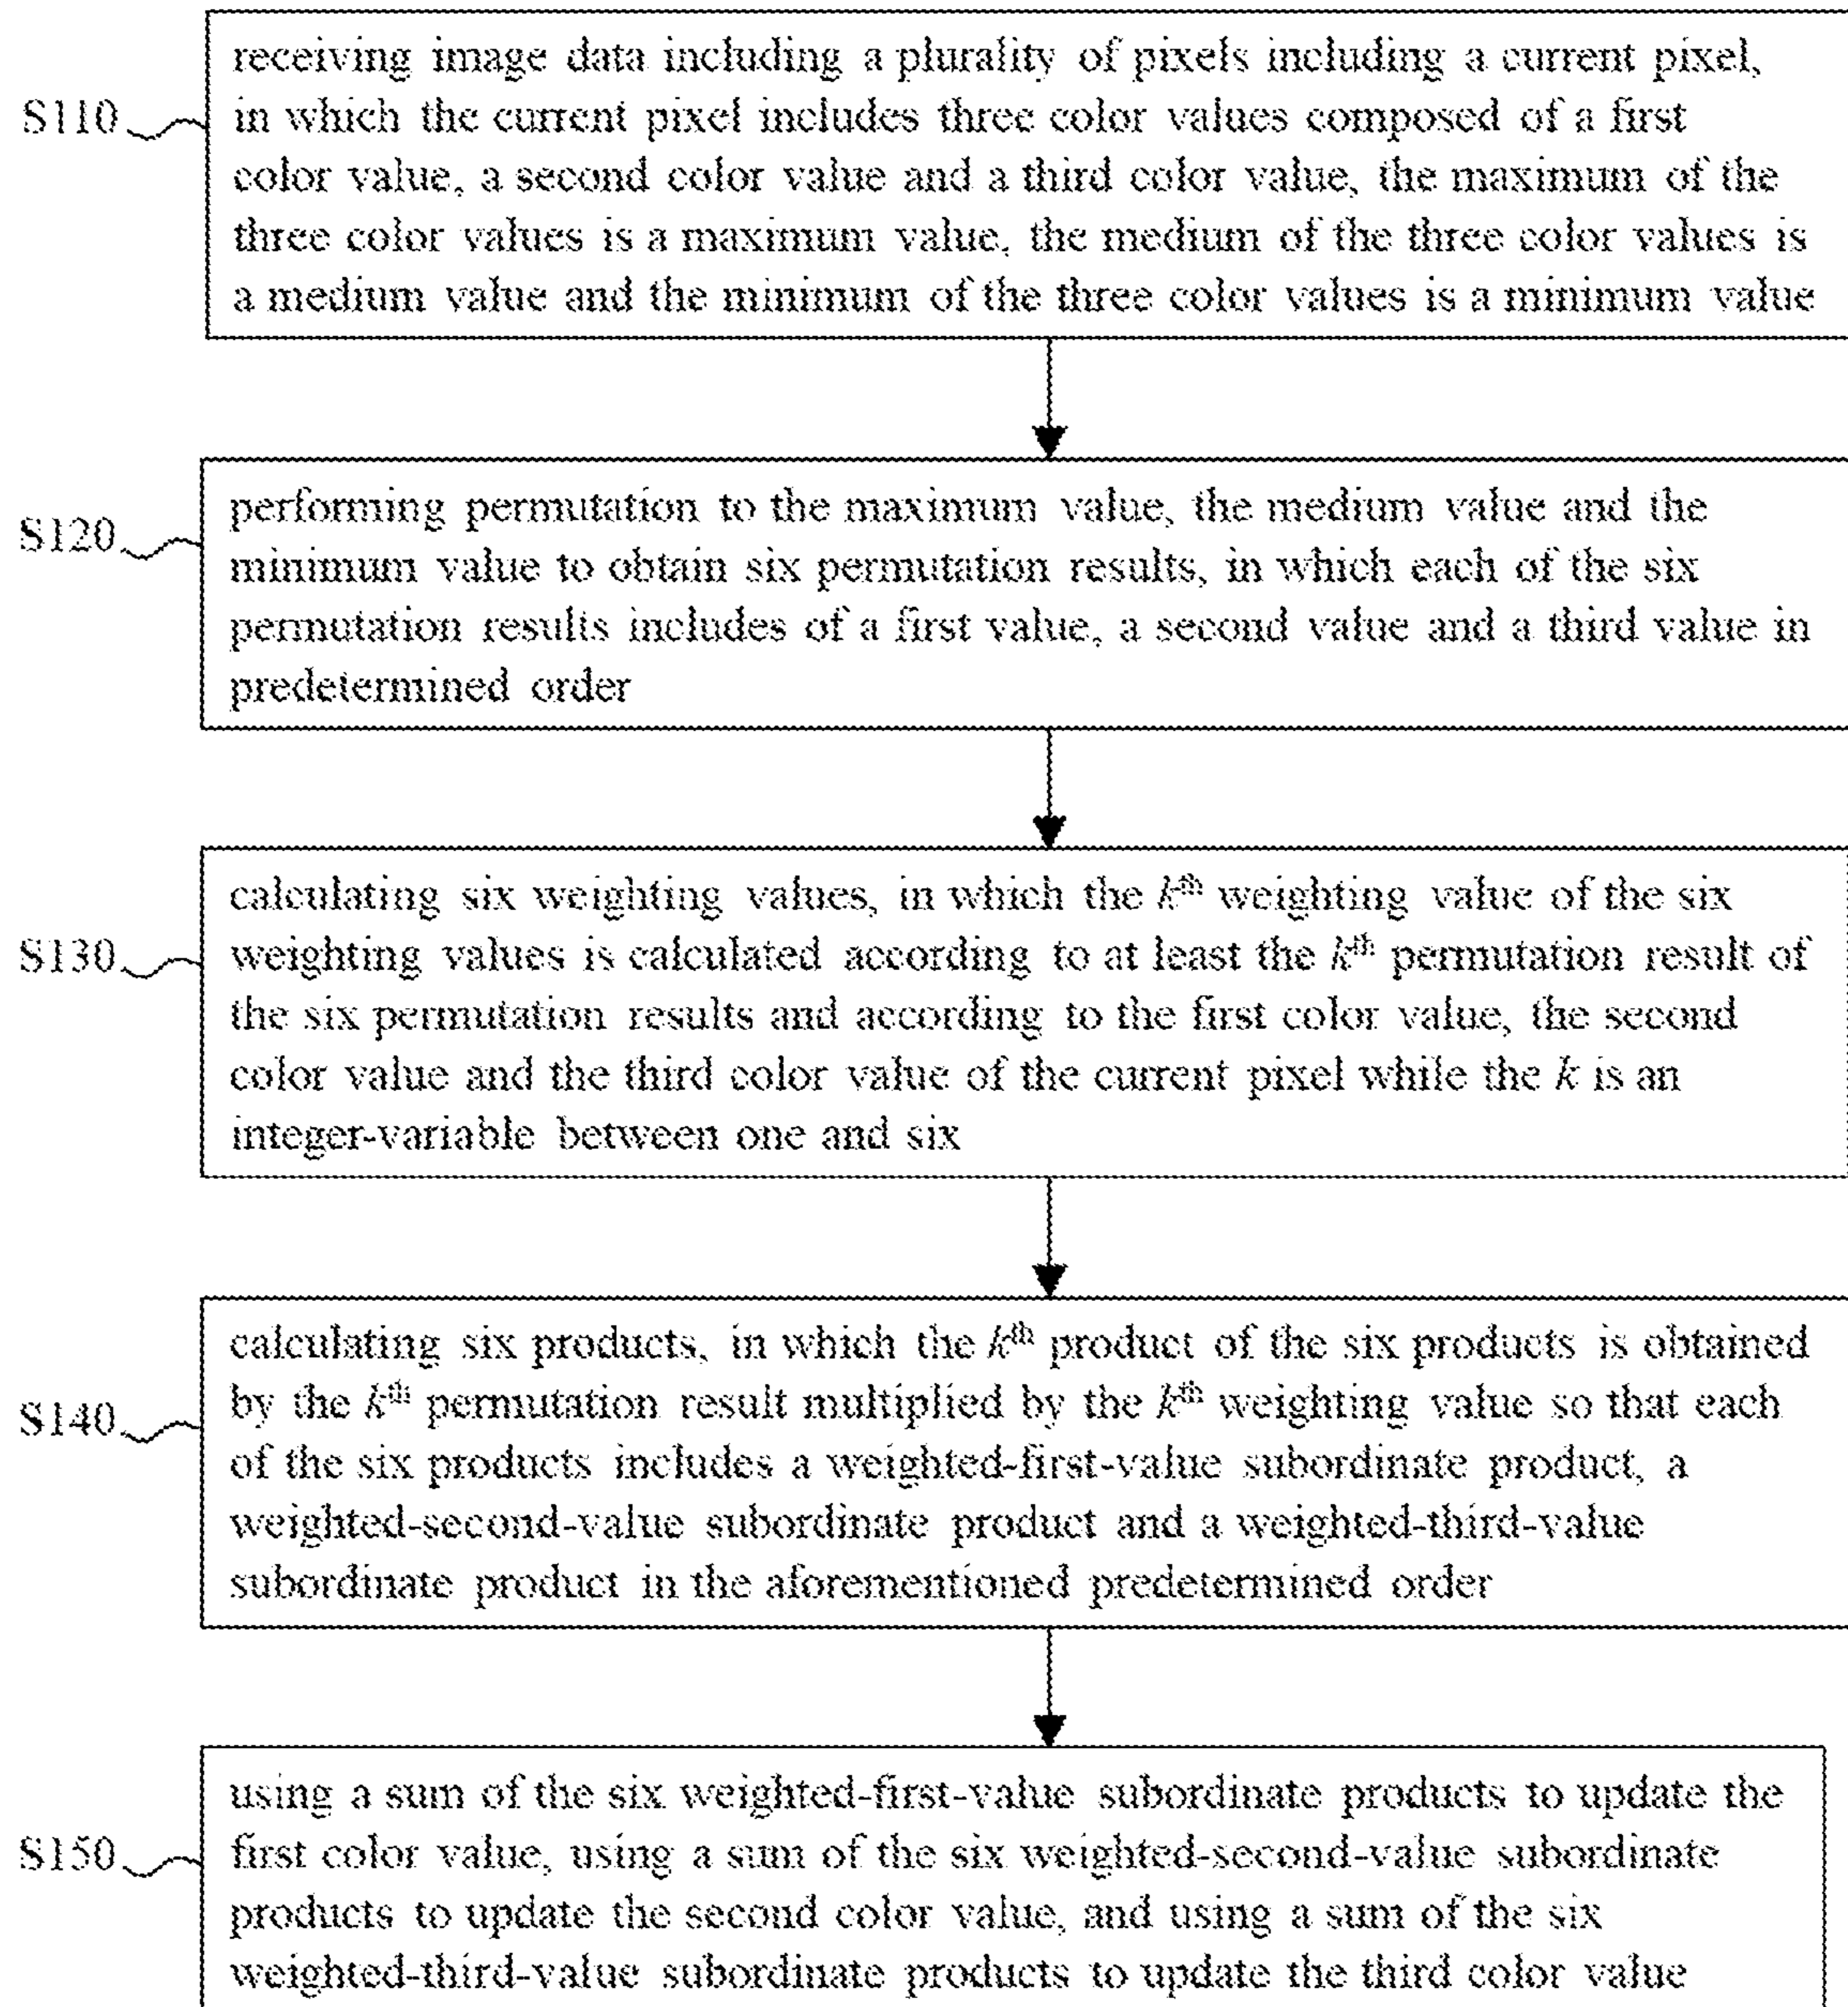 S110
receiving image data including a plurality of pixels including a current pixel,
in which the current pixel includes three color values composed of a first
color value, a second color value and a third color value, the maximum of the
three color values is a maximum value, the medium of the three color values is
a medium value and the minimum of the three color values is a minimum value
S120
performing permutation to the maximum value, the medium value and the
minimum value to obtain six permutation results, in which each of the six
permutation results includes of a first value, a second value and a third value in
predetermined order
S130
calculating six weighting values, in which the kth weighting value of the six
weighting values is calculated according to at least the kth permutation result of
the six permutation results and according to the first color value, the second
color value and the third color value of the current pixel while the k is an
integer-variable between one and six
S140
calculating six products, in which the kth product of the six products is obtained
by the kth permutation result multiplied by the kth weighting value so that each
of the six products includes a weighted-first-value subordinate product, a
weighted-second-value subordinate product and a weighted-third-value
subordinate product in the aforementioned predetermined order
S150
using a sum of the six weighted-first-value subordinate products to update the
first color value, using a sum of the six weighted-second-value subordinate
products to update the second color value, and using a sum of the six
weighted-third-value subordinate products to update the third color value